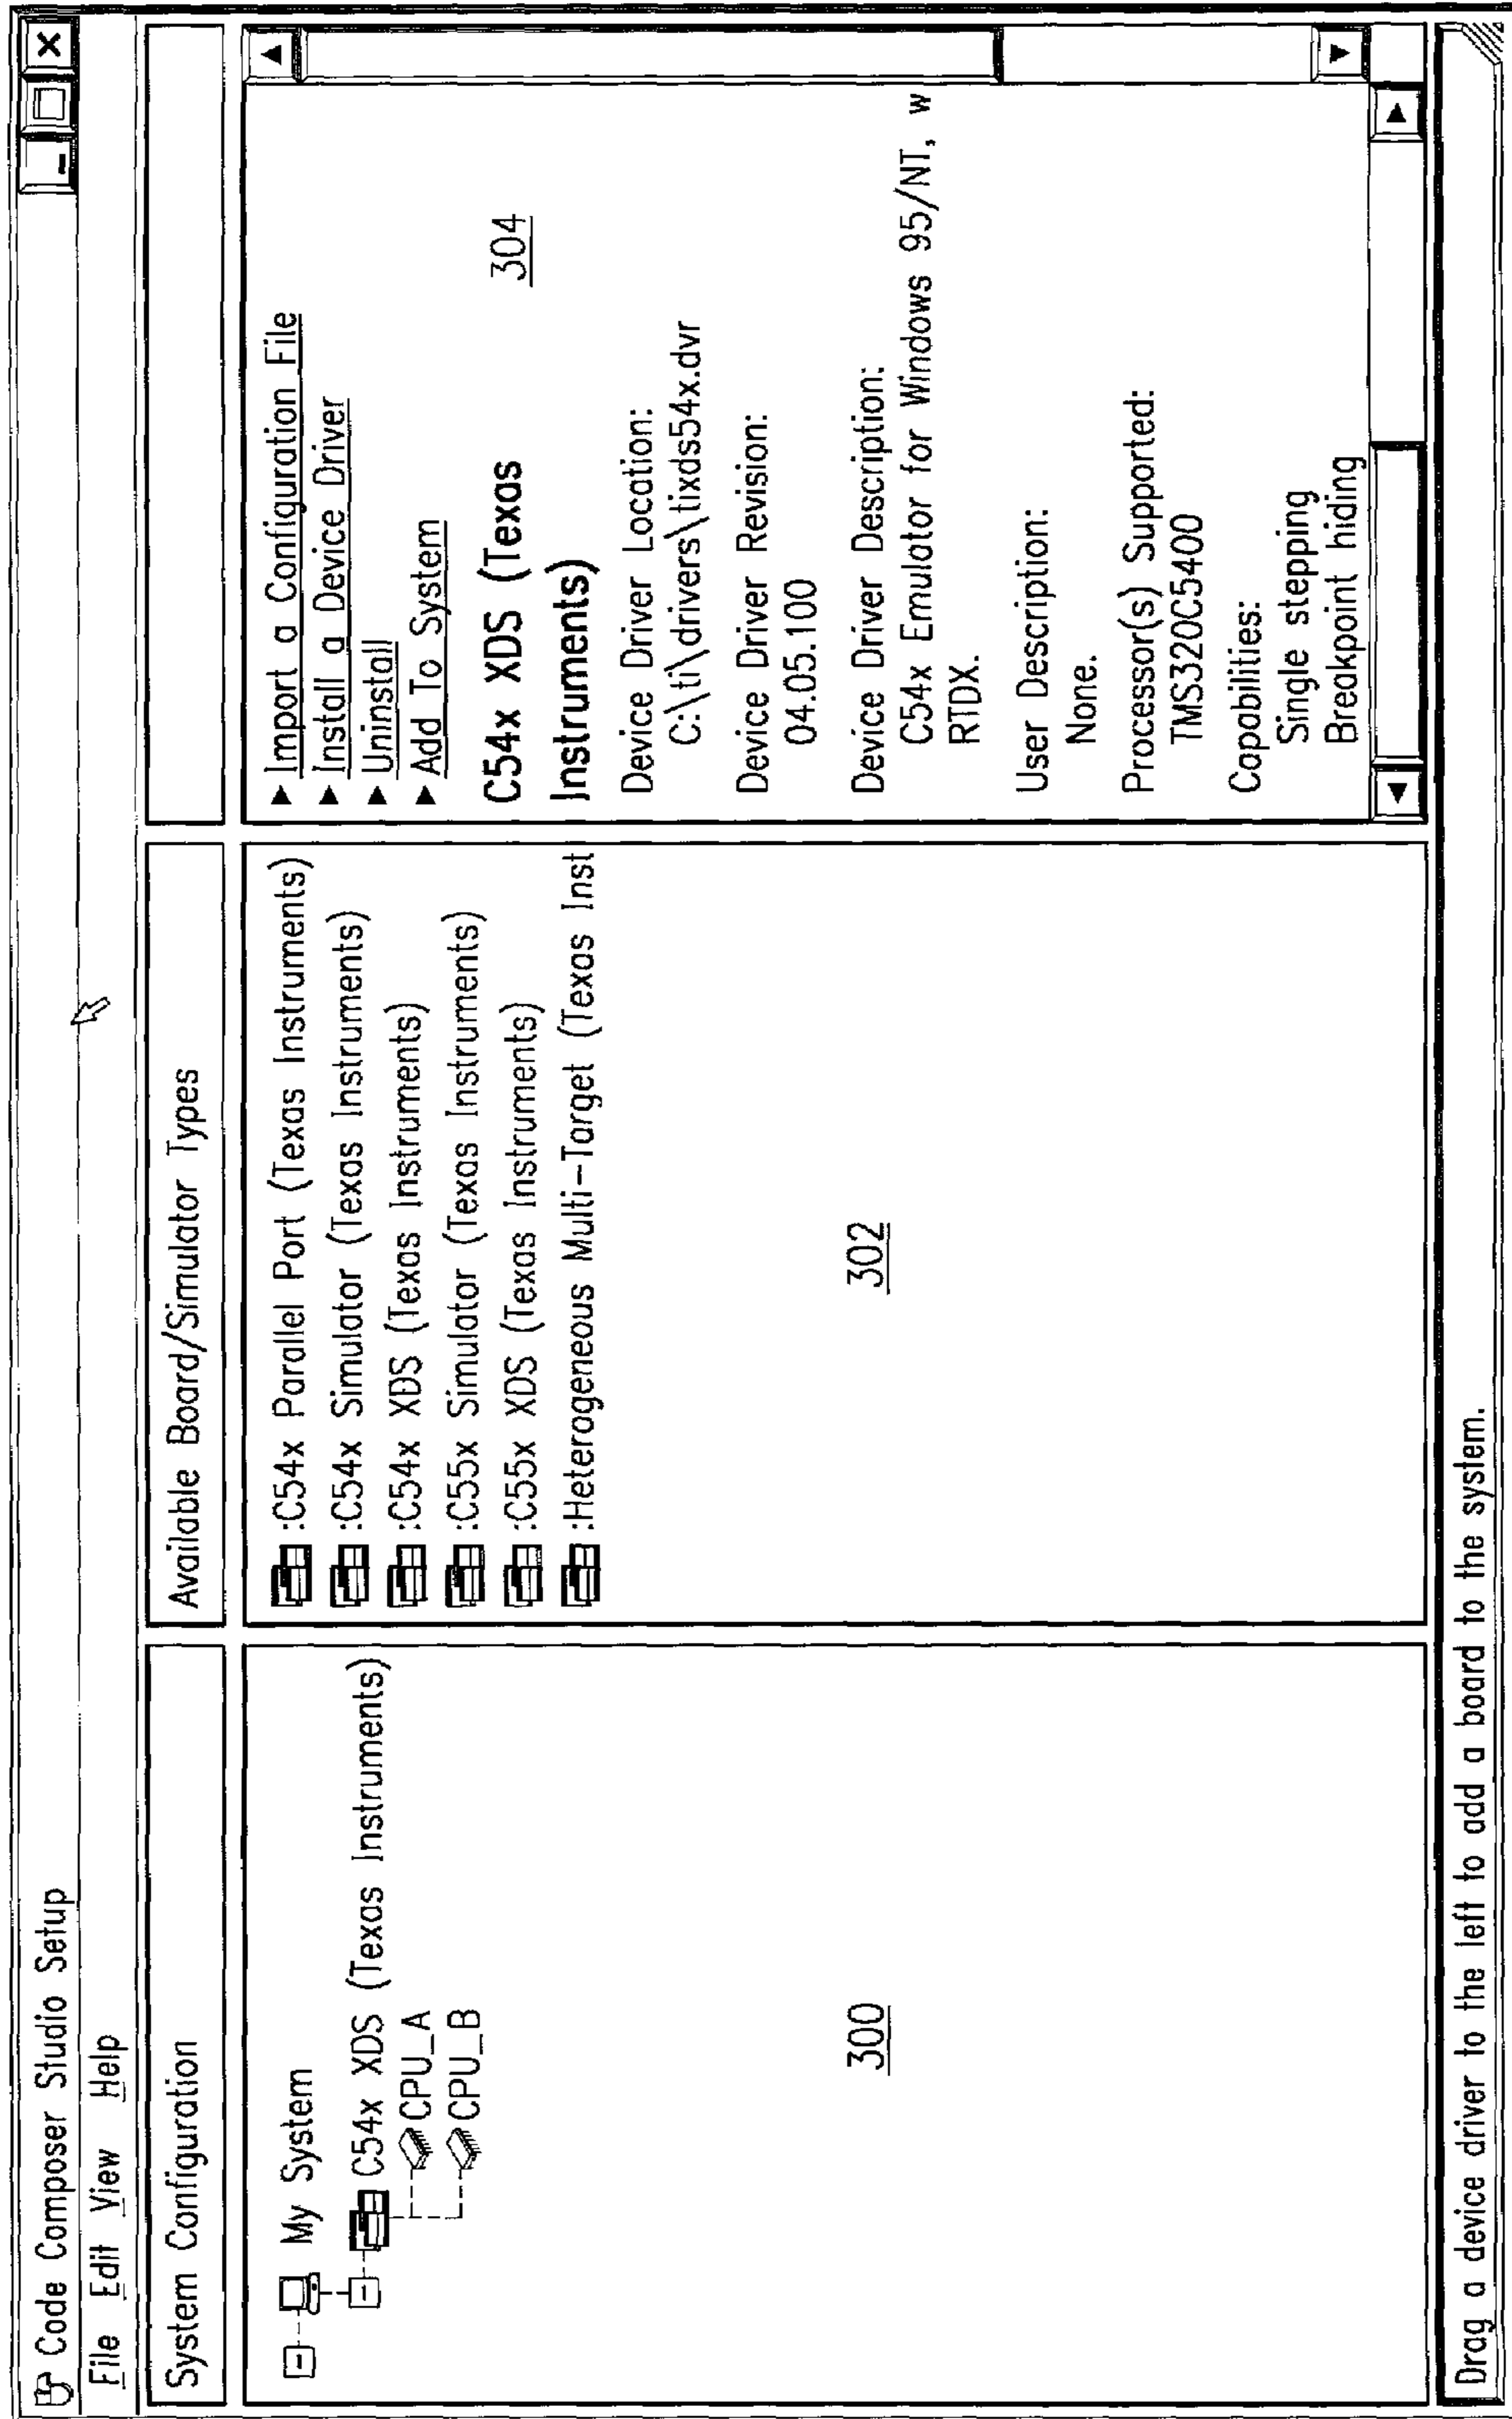 Code Composer Studio Setup
File Edit View Help
System Configuration
My System
C54x XDS (Texas Instruments)
CPU_A
CPU_B
300
Available Board/Simulator Types
:C54x Parallel Port (Texas Instruments)
:C54x Simulator (Texas Instruments)
:C54x XDS (Texas Instruments)
:C55x Simulator (Texas Instruments)
:C55x XDS (Texas Instruments)
:Heterogeneous Multi-Target (Texas Inst
302
Import a Configuration File
Install a Device Driver
Uninstall
Add To System
C54x XDS (Texas
Instruments)
304
Device Driver Location:
C:\ti\drivers\tixds54x.dvr
Device Driver Revision:
04.05.100
Device Driver Description:
C54x Emulator for Windows 95/NT, w
RTDX.
User Description:
None.
Processor(s) Supported:
TMS320C5400
Capabilities:
Single stepping
Breakpoint hiding
Drag a device driver to the left to add a board to the system.